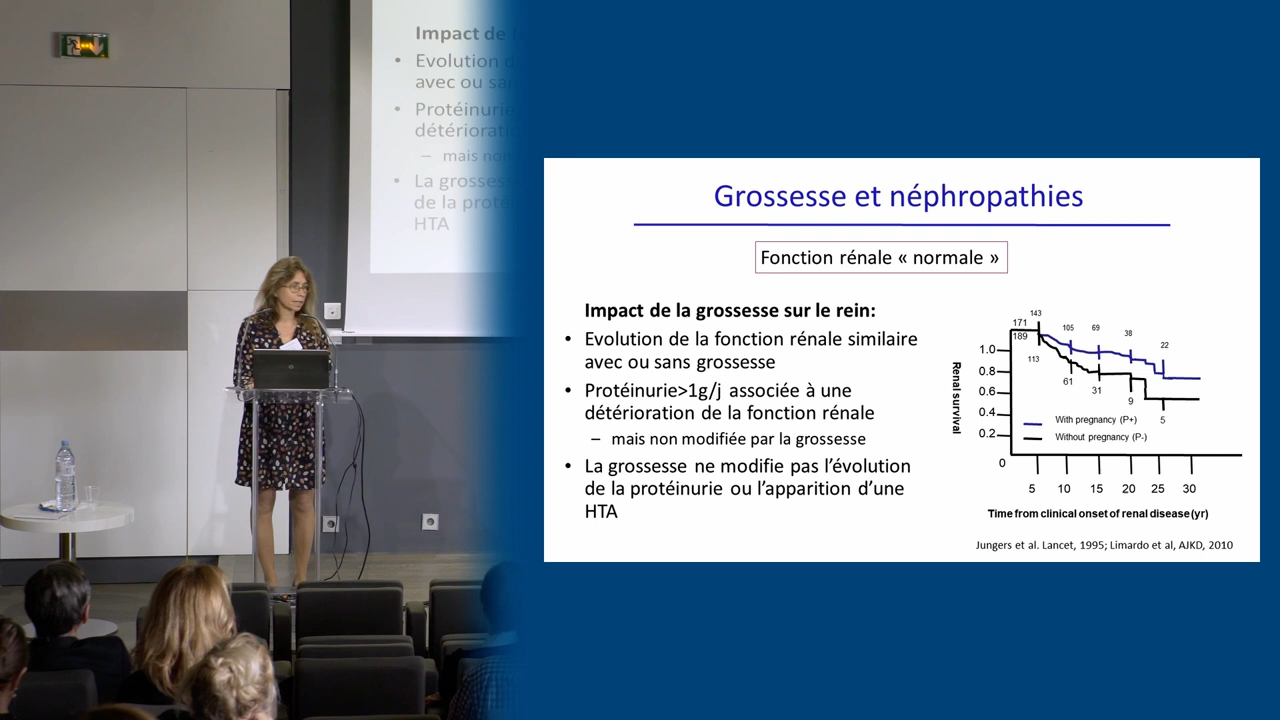 Impact de
Evolution d
avec ou san
Protéinurie
détériorati
– mais non
La grosses
de la proté
HTA
Grossesse et néphropathies
Fonction rénale « normale »
Impact de la grossesse sur le rein:
• Evolution de la fonction rénale similaire
avec ou sans grossesse
• Protéinurie>1g/j associée à une
détérioration de la fonction rénale
– mais non modifiée par la grossesse
• La grossesse ne modifie pas l'évolution
de la protéinurie ou l'apparition d'une
HTA
143
171
189
105
69
38
22
113
61
31
9
5
1.0
0.8
0.6
0.4
0.2
0
Renal survival
With pregnancy (P+)
Without pregnancy (P-)
5 10 15 20 25 30
Time from clinical onset of renal disease (yr)
Jungers et al. Lancet, 1995; Limardo et al, AJKD, 2010